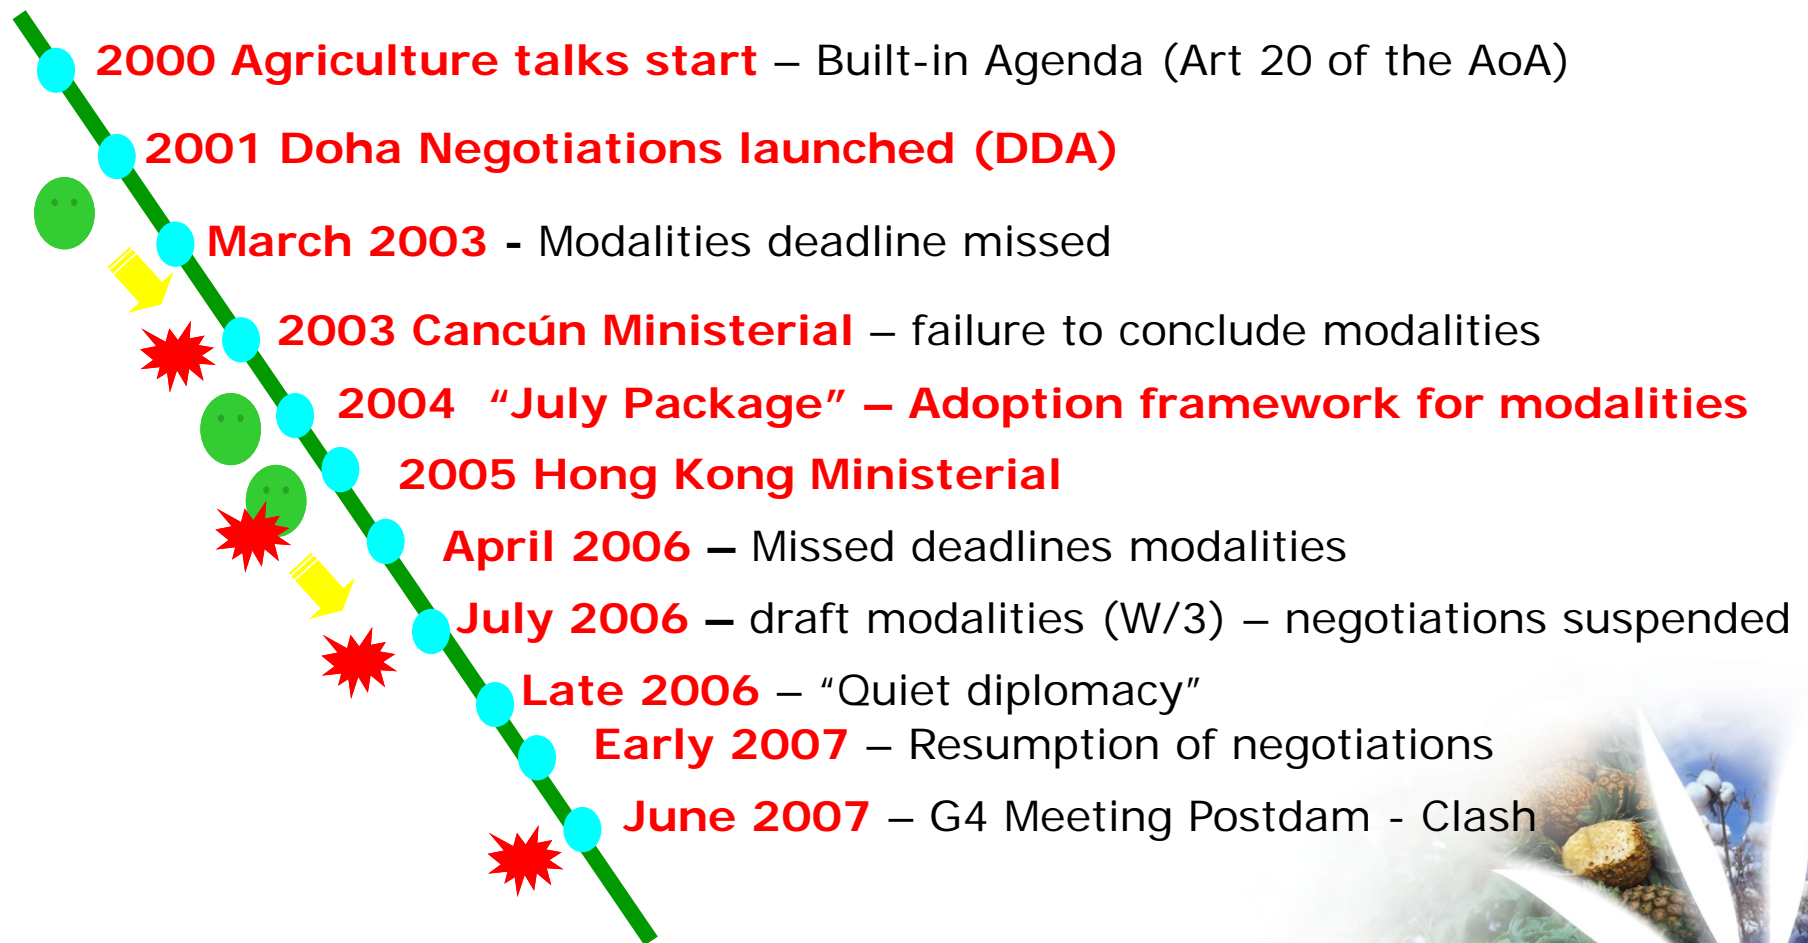 2000 Agriculture talks start – Built-in Agenda (Art 20 of the AoA)
2001 Doha Negotiations launched (DDA)
March 2003 - Modalities deadline missed
2003 Cancún Ministerial – failure to conclude modalities
2004 “July Package” – Adoption framework for modalities
2005 Hong Kong Ministerial
April 2006 – Missed deadlines modalities
July 2006 – draft modalities (W/3) – negotiations suspended
Late 2006 – “Quiet diplomacy”
Early 2007 – Resumption of negotiations
June 2007 – G4 Meeting Postdam - Clash